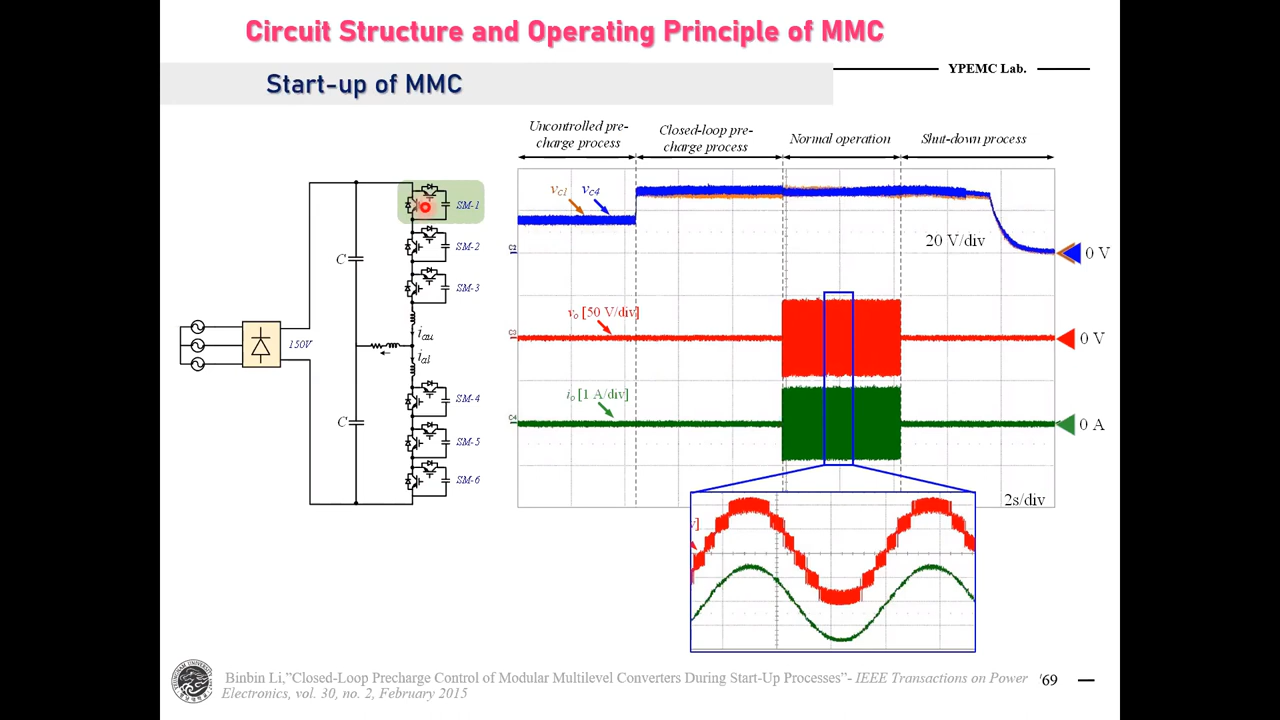 Circuit Structure and Operating Principle of MMC
Start-up of MMC
YPEMC Lab.
Uncontrolled pre-
charge process
Closed-loop pre-
charge process
Normal operation
Shut-down process
SM-1
SM-2
SM-3
C
iau
150V
ial
C
SM-4
SM-5
SM-6
vC1
vC4
20 V/div
C2
0 V
vo [50 V/div]
C3
0 V
io [1 A/div]
C4
0 A
2s/div
v]
Binbin Li,"Closed-Loop Precharge Control of Modular Multilevel Converters During Start-Up Processes"- IEEE Transactions on Power
Electronics, vol. 30, no. 2, February 2015
/69